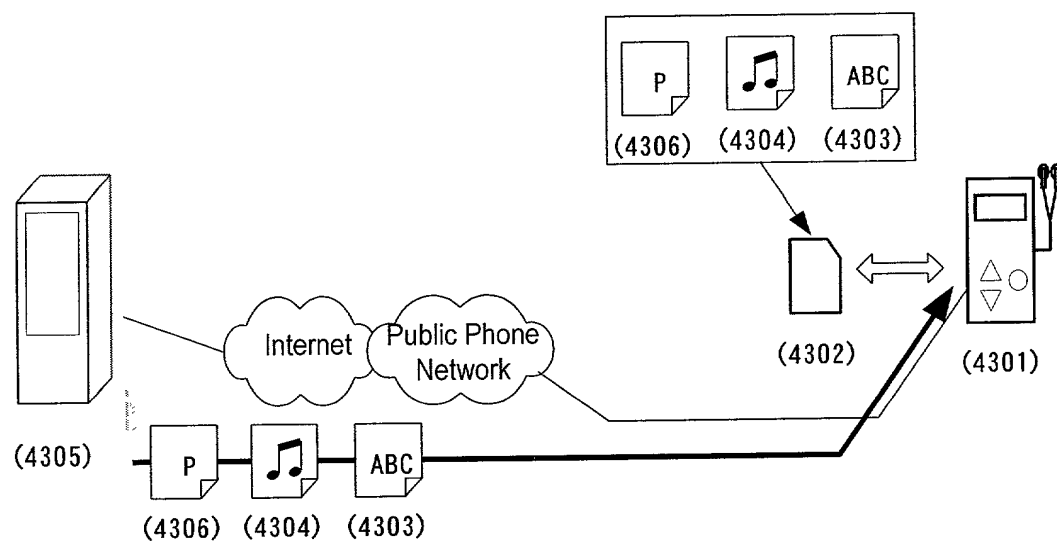 P
ABC
(4306)
(4304)
(4303)
Internet
Public Phone
Network
(4302)
(4301)
(4305)
P
ABC
(4306)
(4304)
(4303)